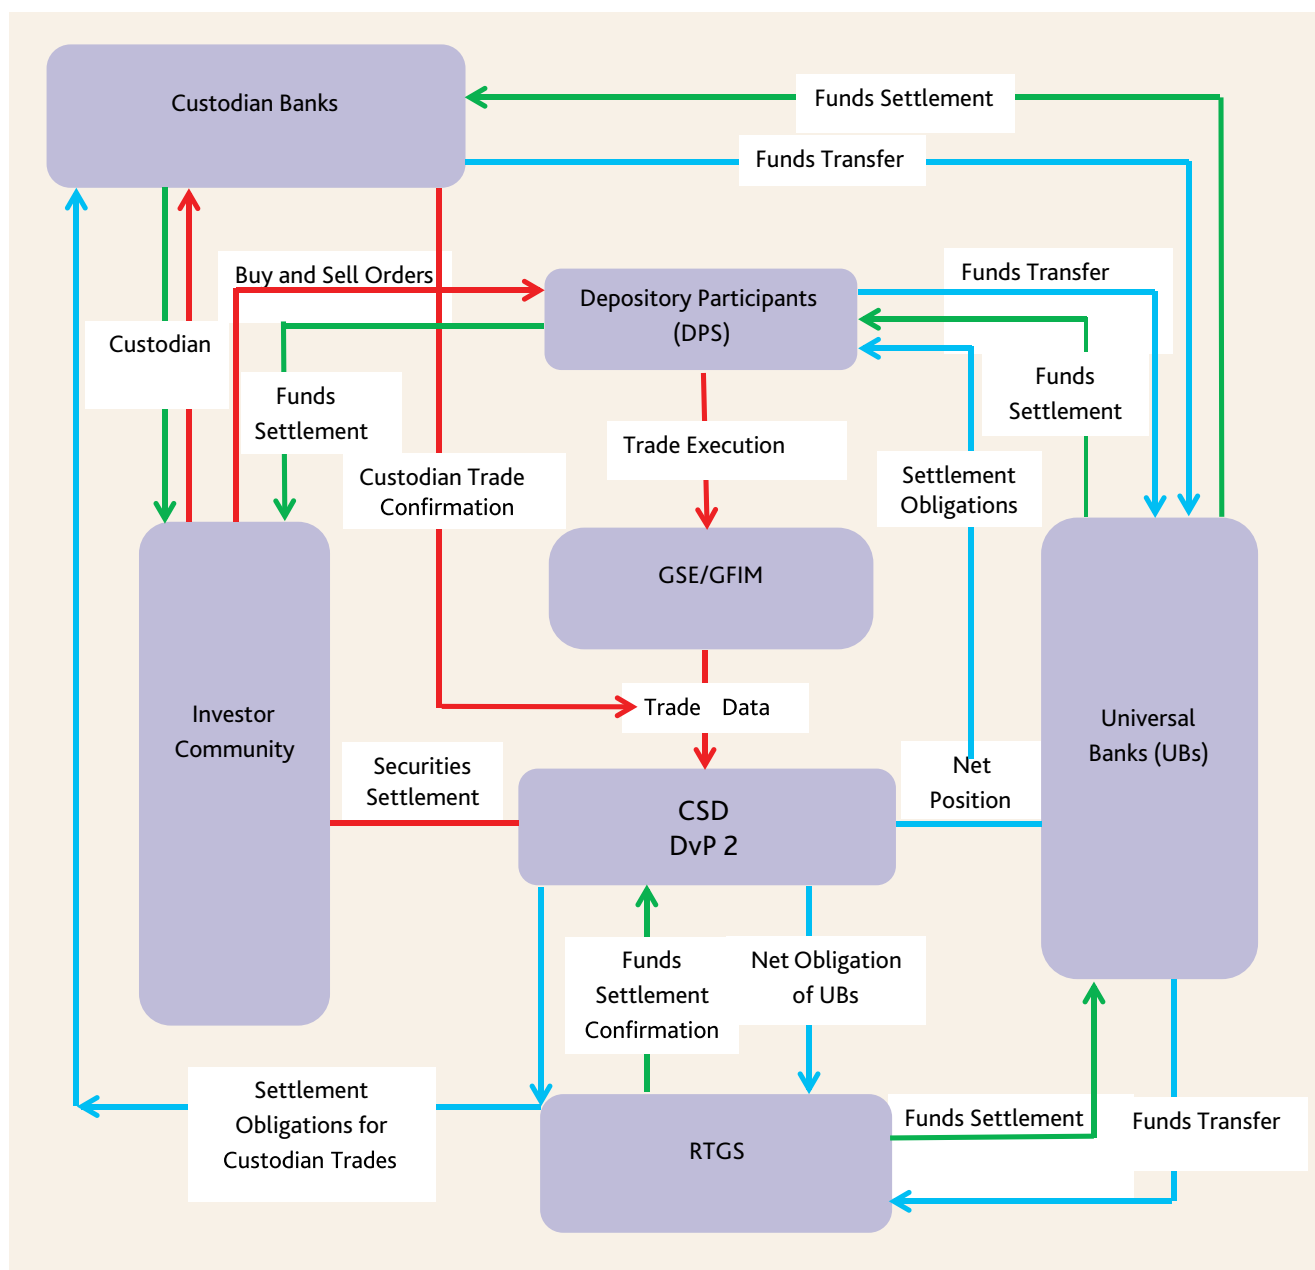 Custodian Banks
Funds Settlement
Funds Transfer
Buy and Sell Orders
Depository Participants
(DPS)
Funds Transfer
Custodian
Funds
Settlement
Funds
Settlement
Trade Execution
Custodian Trade
Confirmation
Settlement
Obligations
GSE/GFIM
Investor
Community
Trade Data
Universal
Banks (UBs)
Securities
Settlement
CSD
DvP 2
Net
Position
Funds
Settlement
Confirmation
Net Obligation
of UBs
Settlement
Obligations for
Custodian Trades
RTGS
Funds Settlement
Funds Transfer